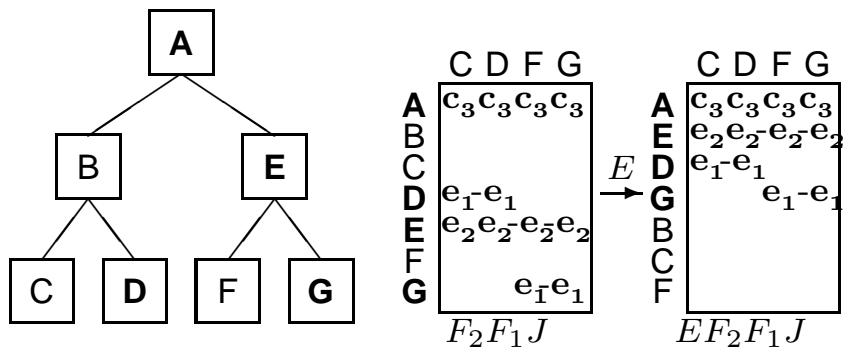 A
B E
C D F G
C D F G
A c₃ c₃ c₃ c₃
B
C
D e₁ -e₁
E e₂ e₂ -e₂ -e₂
F
G e₁ -e₁
F₂F₁J
E
C D F G
A c₃ c₃ c₃ c₃
E e₂ e₂ -e₂ -e₂
D e₁ -e₁
G e₁ -e₁
B
C
F
EF₂F₁J